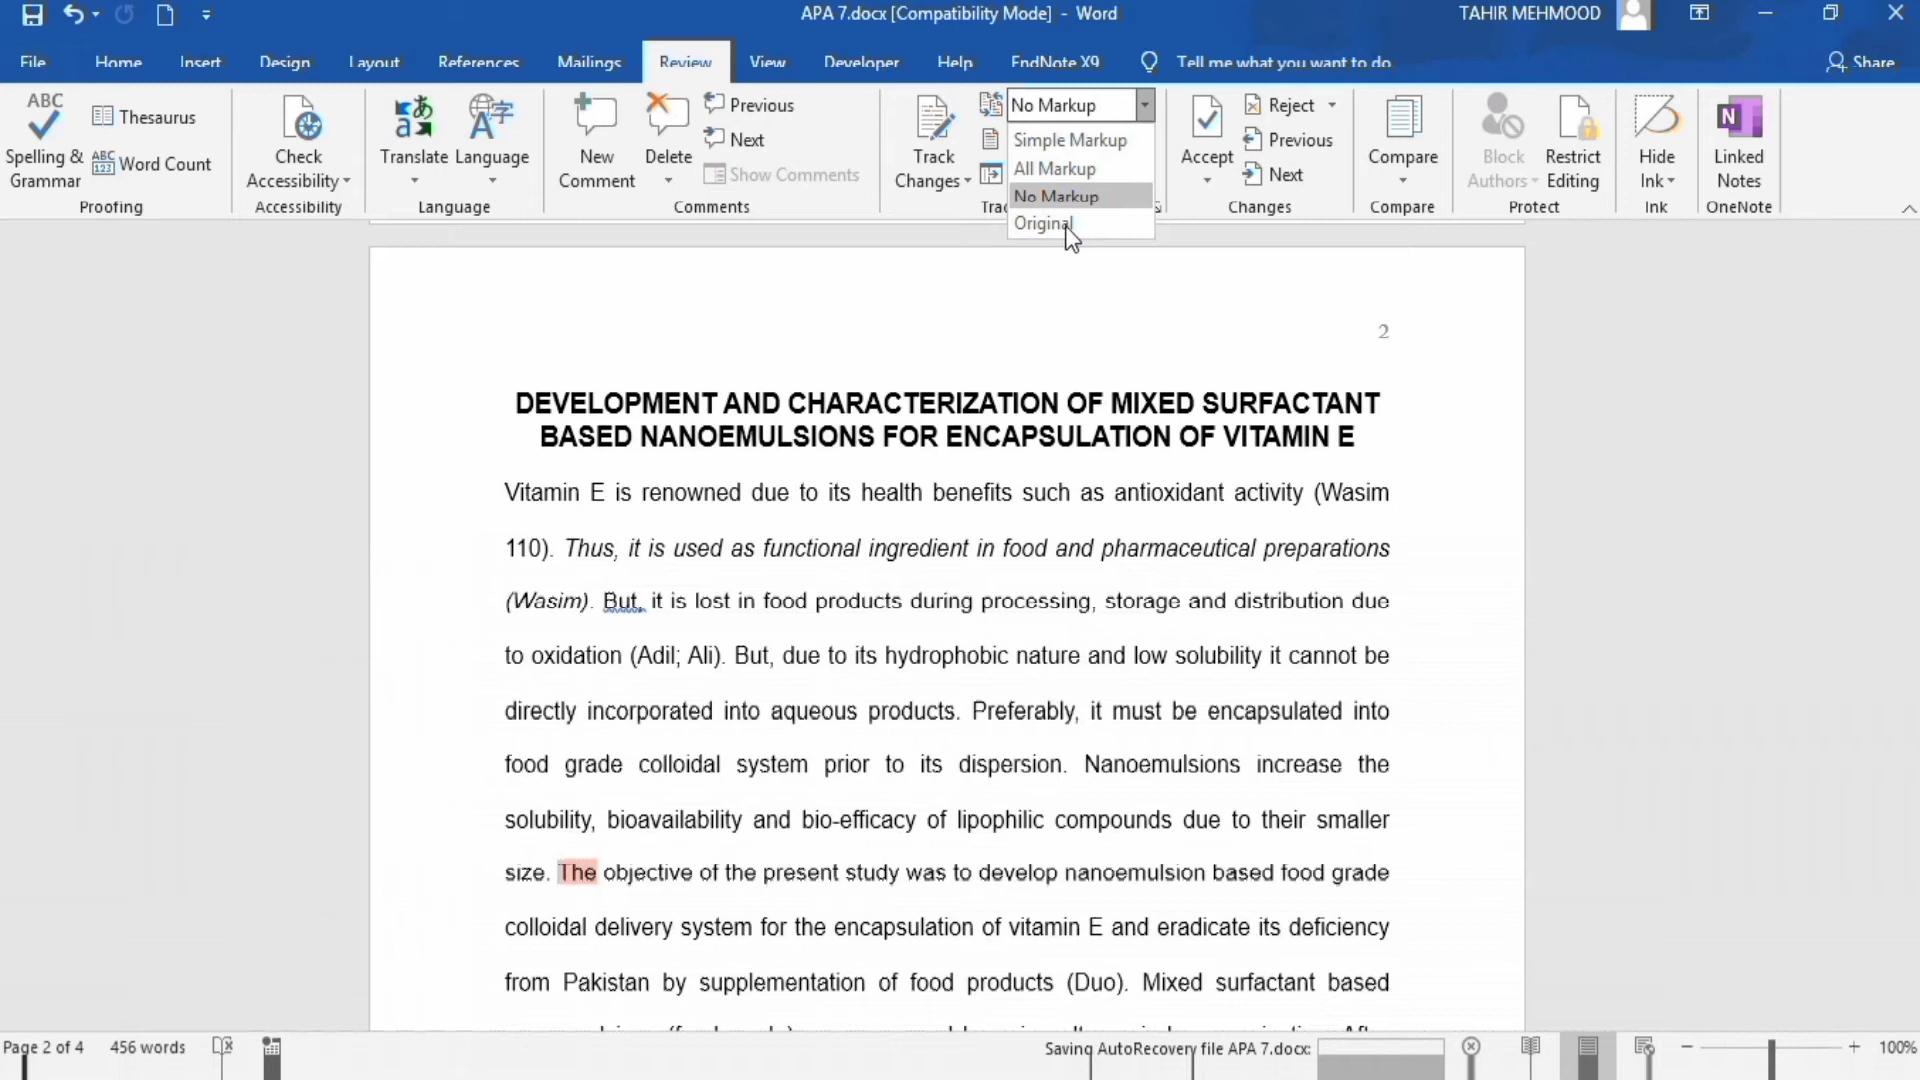 APA 7.docx [Compatibility Mode] - Word
TAHIR MEHMOOD
File Home Insert Design Layout References Mailings Review View Developer Help EndNote X9 Tell me what you want to do Share
ABC
Spelling &
Grammar
Thesaurus
ABC
123
Word Count
Proofing
Check
Accessibility
Accessibility
Translate
Language
Language
New
Comment
Delete
Previous
Next
Show Comments
Comments
Track
Changes
No Markup
Simple Markup
All Markup
No Markup
Original
Accept
Reject
Previous
Next
Changes
Compare
Compare
Block
Authors
Restrict
Editing
Protect
Hide
Ink
Ink
Linked
Notes
OneNote
2
DEVELOPMENT AND CHARACTERIZATION OF MIXED SURFACTANT
BASED NANOEMULSIONS FOR ENCAPSULATION OF VITAMIN E
Vitamin E is renowned due to its health benefits such as antioxidant activity (Wasim
110). Thus, it is used as functional ingredient in food and pharmaceutical preparations
(Wasim). But, it is lost in food products during processing, storage and distribution due
to oxidation (Adil; Ali). But, due to its hydrophobic nature and low solubility it cannot be
directly incorporated into aqueous products. Preferably, it must be encapsulated into
food grade colloidal system prior to its dispersion. Nanoemulsions increase the
solubility, bioavailability and bio-efficacy of lipophilic compounds due to their smaller
size. The objective of the present study was to develop nanoemulsion based food grade
colloidal delivery system for the encapsulation of vitamin E and eradicate its deficiency
from Pakistan by supplementation of food products (Duo). Mixed surfactant based
Page 2 of 4 456 words
Saving AutoRecovery file APA 7.docx:
100%